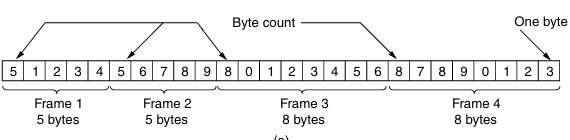 Byte count One byte
5 1 2 3 4 5 6 7 8 9 8 0 1 2 3 4 5 6 8 7 8 9 0 1 2 3
Frame 1 Frame 2 Frame 3 Frame 4
5 bytes 5 bytes 8 bytes 8 bytes